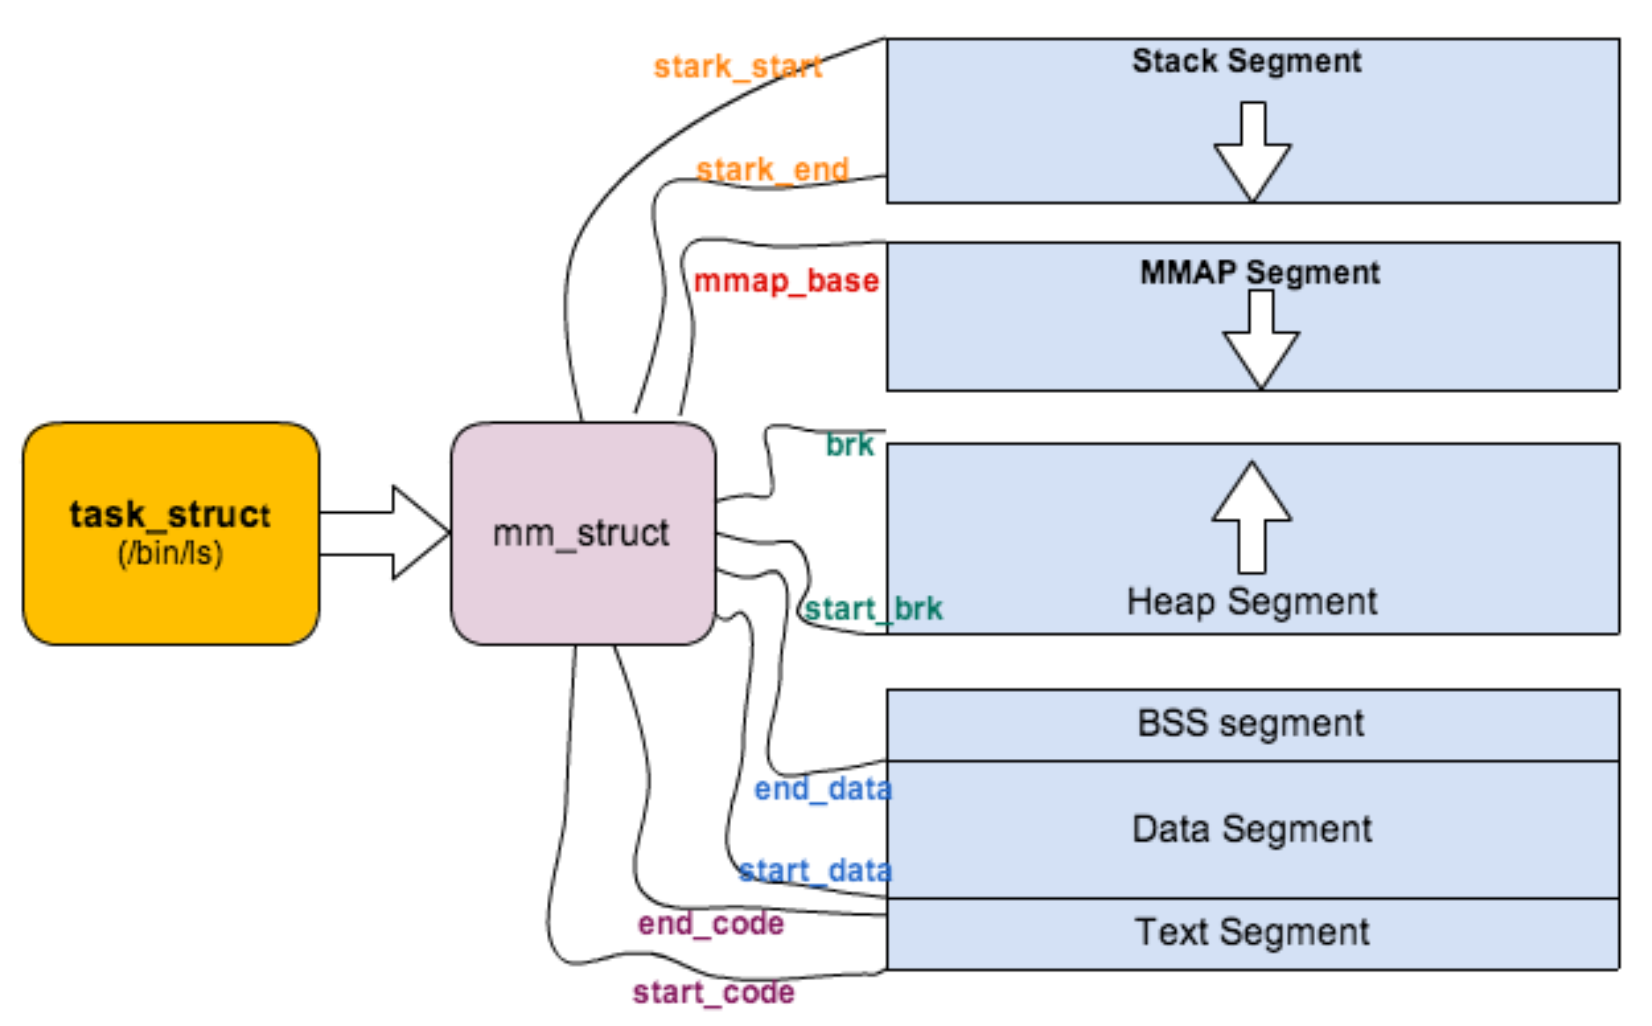 stark_start
Stack Segment
stark_end
mmap_base
MMAP Segment
brk
task_struct
(/bin/ls)
mm_struct
start_brk
Heap Segment
BSS segment
end_data
Data Segment
start_data
end_code
Text Segment
start_code